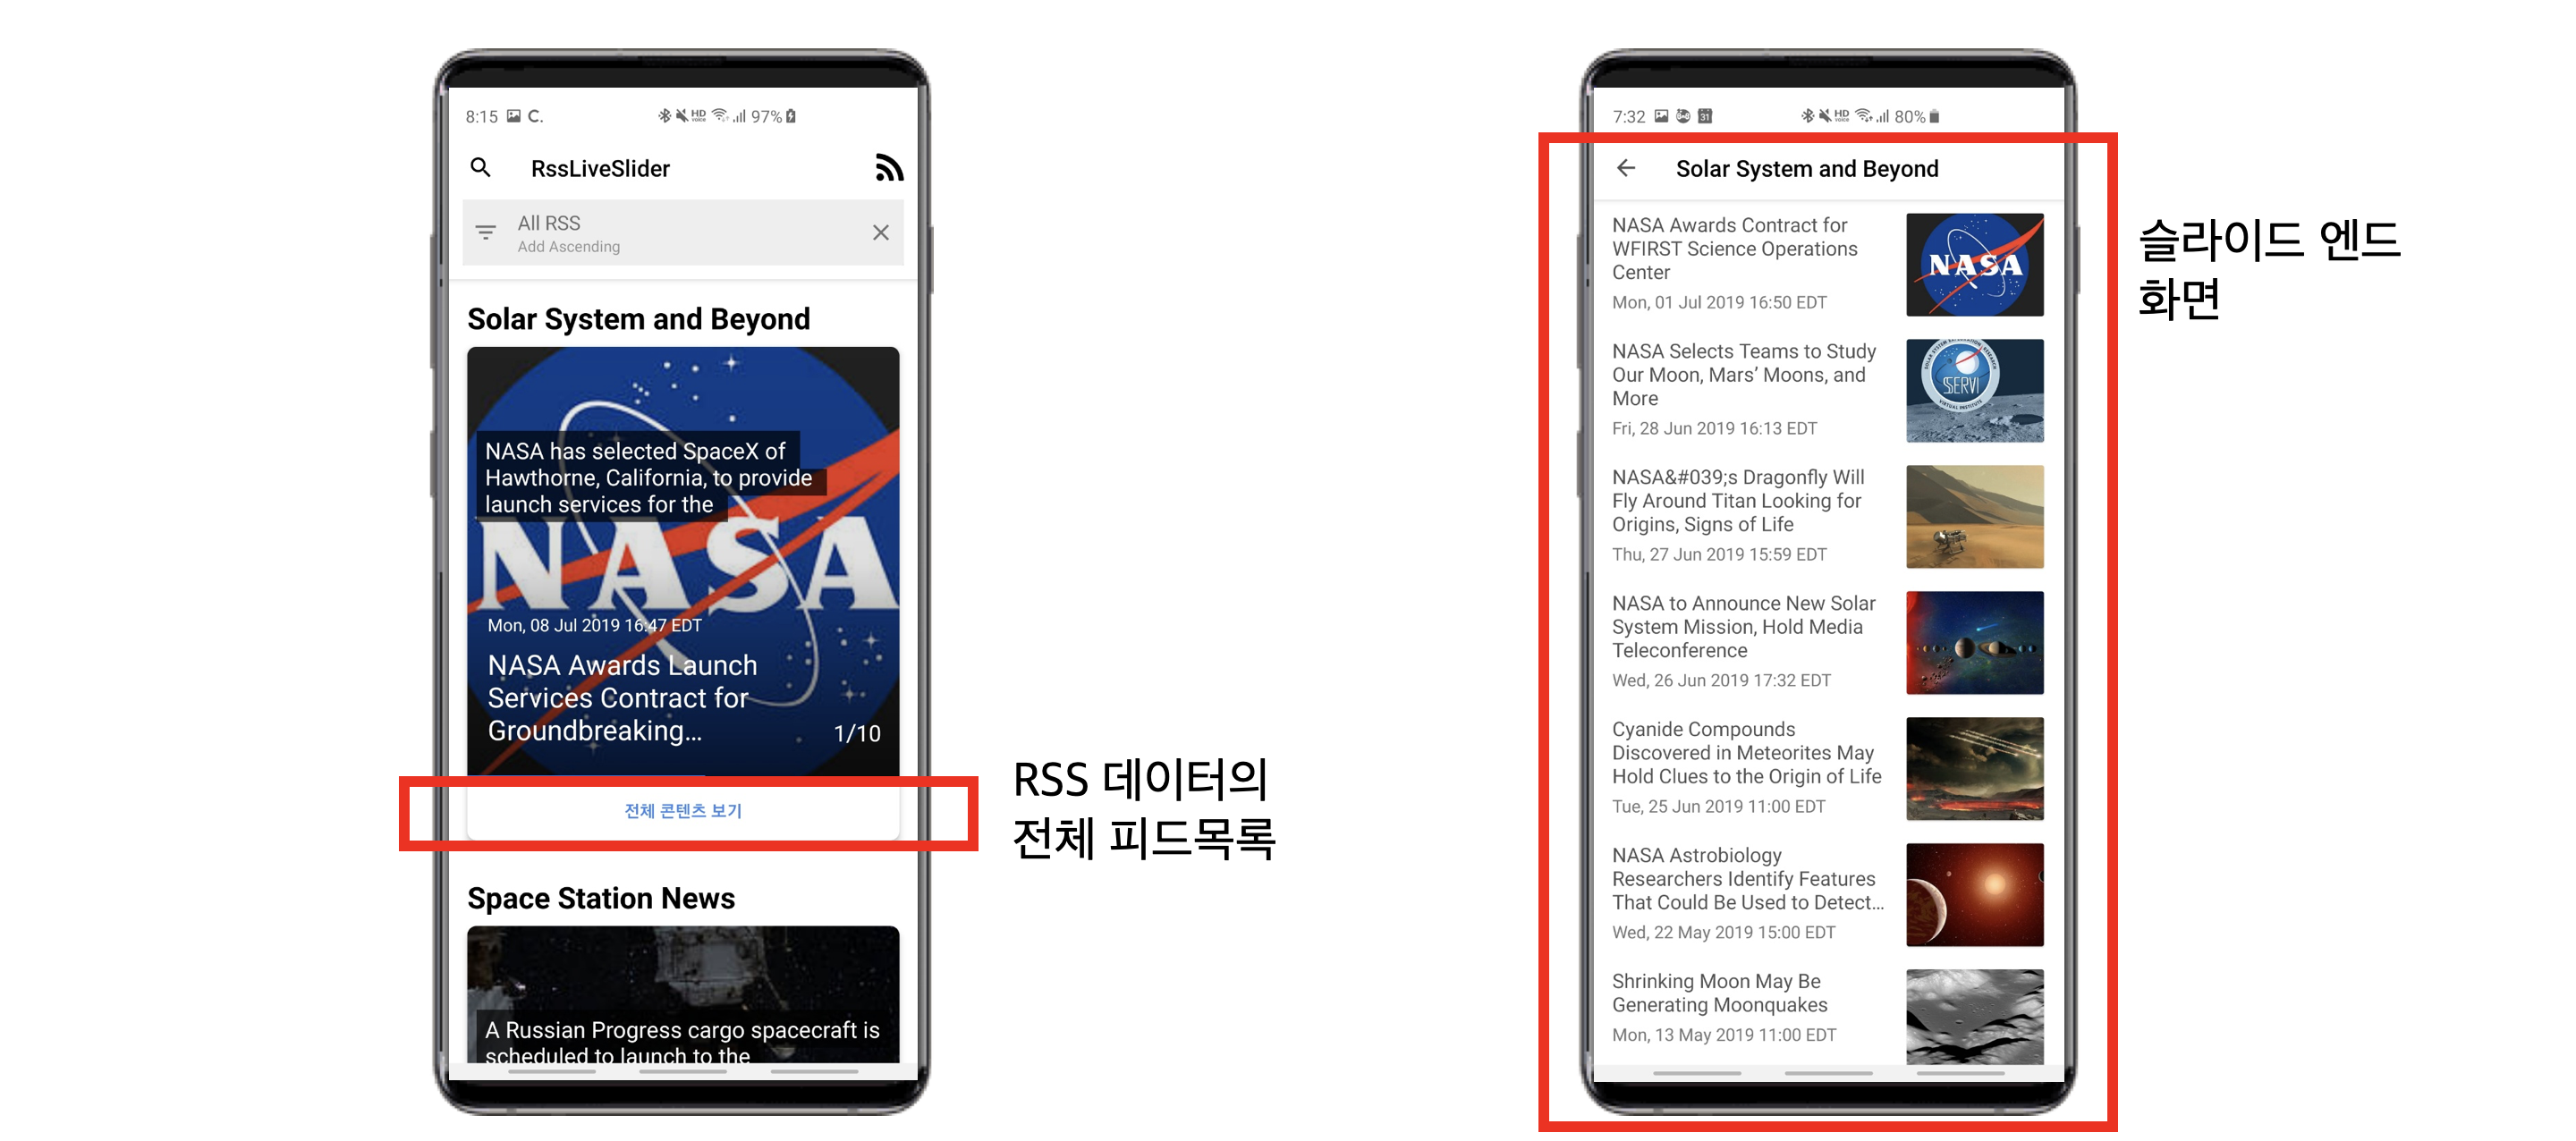 8:15 C. HD voice 97%
RssLiveSlider
All RSS
Add Ascending
Solar System and Beyond
NASA has selected SpaceX of
Hawthorne, California, to provide
launch services for the
NASA
Mon, 08 Jul 2019 16:47 EDT
NASA Awards Launch
Services Contract for
Groundbreaking...
1/10
전체 콘텐츠 보기
Space Station News
A Russian Progress cargo spacecraft is
scheduled to launch to the
RSS 데이터의
전체 피드목록
7:32 31 HD voice 80%
Solar System and Beyond
NASA Awards Contract for
WFIRST Science Operations
Center
Mon, 01 Jul 2019 16:50 EDT
NASA
NASA Selects Teams to Study
Our Moon, Mars’ Moons, and
More
Fri, 28 Jun 2019 16:13 EDT
SSERVI
NASA&#039;s Dragonfly Will
Fly Around Titan Looking for
Origins, Signs of Life
Thu, 27 Jun 2019 15:59 EDT
NASA to Announce New Solar
System Mission, Hold Media
Teleconference
Wed, 26 Jun 2019 17:32 EDT
Cyanide Compounds
Discovered in Meteorites May
Hold Clues to the Origin of Life
Tue, 25 Jun 2019 11:00 EDT
NASA Astrobiology
Researchers Identify Features
That Could Be Used to Detect...
Wed, 22 May 2019 15:00 EDT
Shrinking Moon May Be
Generating Moonquakes
Mon, 13 May 2019 11:00 EDT
슬라이드 엔드
화면